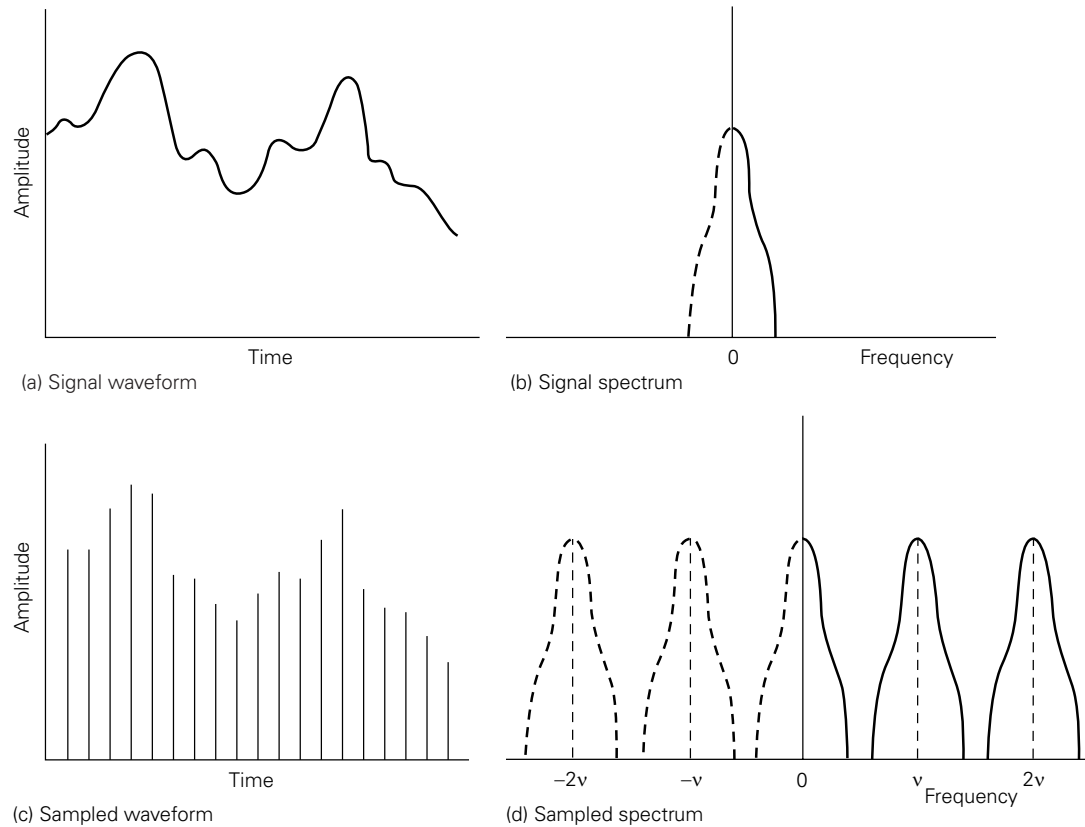 Amplitude
Time
(a) Signal waveform
0
Frequency
(b) Signal spectrum
Amplitude
Time
(c) Sampled waveform
–2ν
–ν
0
ν
2ν
Frequency
(d) Sampled spectrum